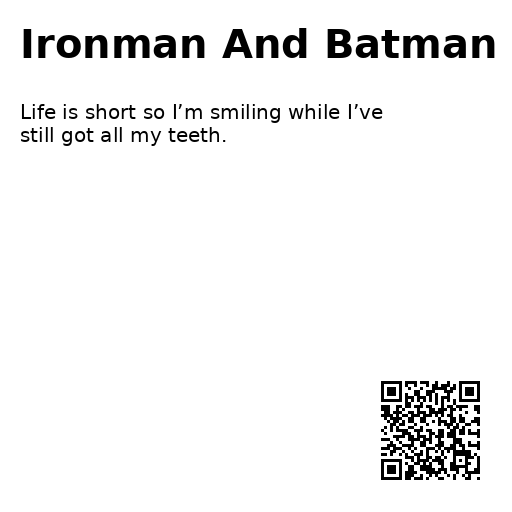 Ironman And Batman
Life is short so I’m smiling while I’ve
still got all my teeth.